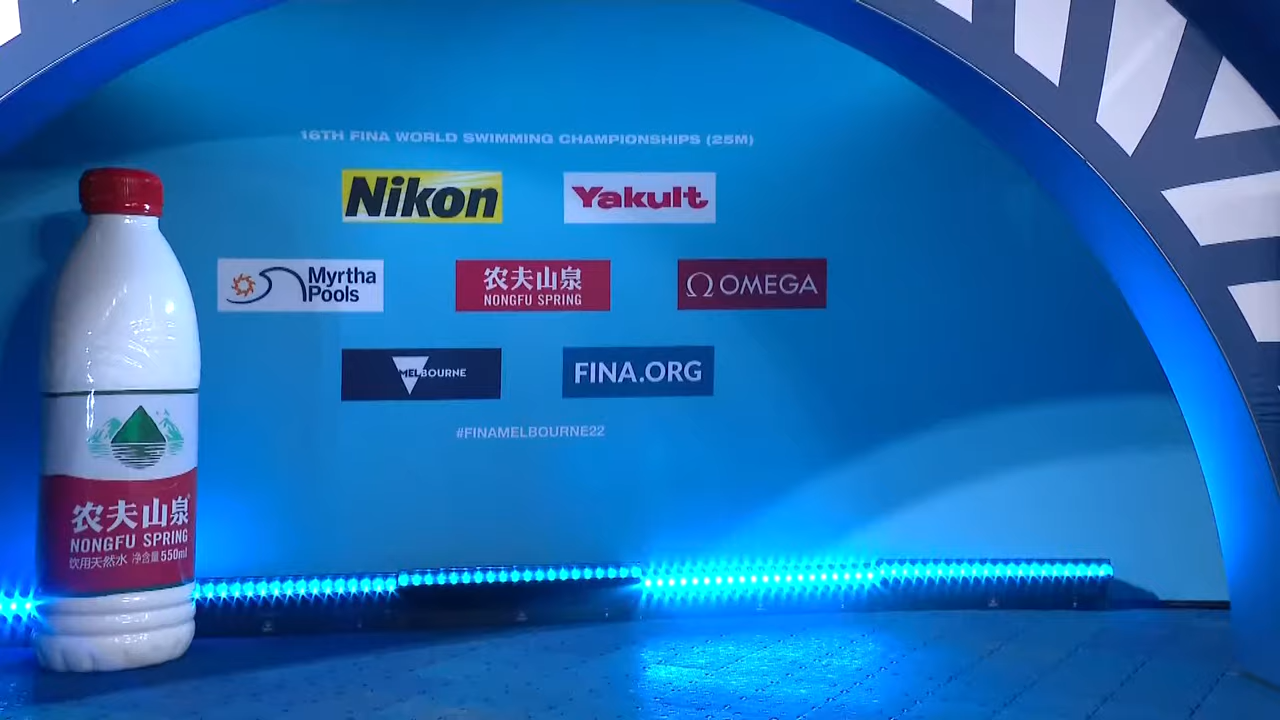 16TH FINA WORLD SWIMMING CHAMPIONSHIPS (25M)
Nikon
Yakult
Myrtha
Pools
农夫山泉
NONGFU SPRING
OMEGA
MELBOURNE
FINA.ORG
#FINAMELBOURNE22
农夫山泉
NONGFU SPRING
饮用天然水 净含量550ml